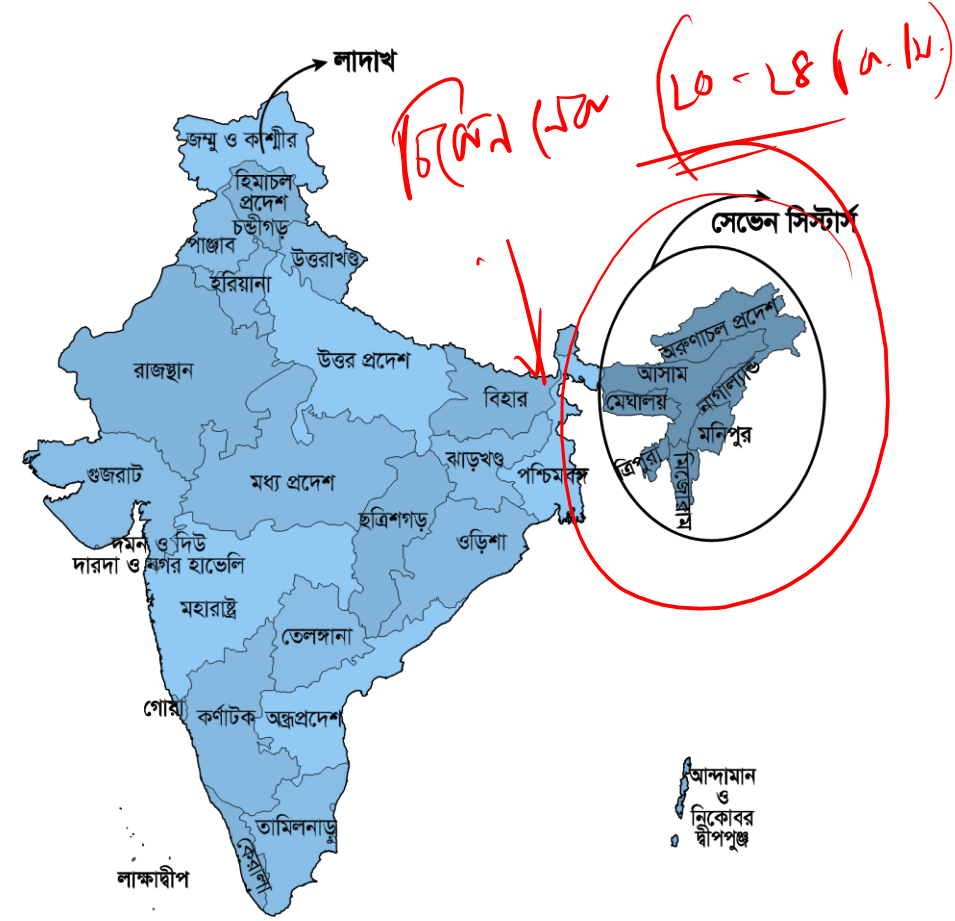 লাদাখ
চিকেন নেক (২০-২৪ কি.মি.)
জম্মু ও কাশ্মীর
হিমাচল
প্রদেশ
চন্ডীগড়
পাঞ্জাব
উত্তরাখণ্ড
হরিয়ানা
সেভেন সিস্টার্স
অরুণাচল প্রদেশ
রাজস্থান
উত্তর প্রদেশ
বিহার
আসাম
নাগাল্যান্ড
মেঘালয়
মনিপুর
ত্রিপুরা
মিজোরাম
গুজরাট
মধ্য প্রদেশ
ঝাড়খণ্ড
পশ্চিমবঙ্গ
ছত্রিশগড়
ওড়িশা
দমন ও দিউ
দারদা ও নগর হাভেলি
মহারাষ্ট্র
তেলঙ্গানা
গোয়া
কর্ণাটক
অন্ধ্রপ্রদেশ
তামিলনাড়ু
কেরালা
লাক্ষাদ্বীপ
আন্দামান
ও
নিকোবর
দ্বীপপুঞ্জ